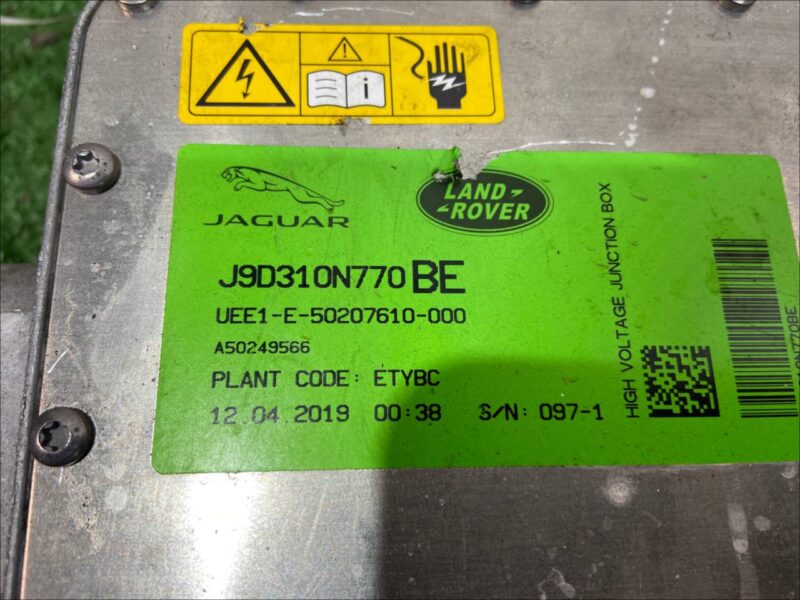 JAGUAR
LAND
ROVER
J9D310N770 BE
UEE1-E-50207610-000
A50249566
PLANT CODE: ETYBC
12.04.2019 00:38 S/N: 097-1
HIGH VOLTAGE JUNCTION BOX